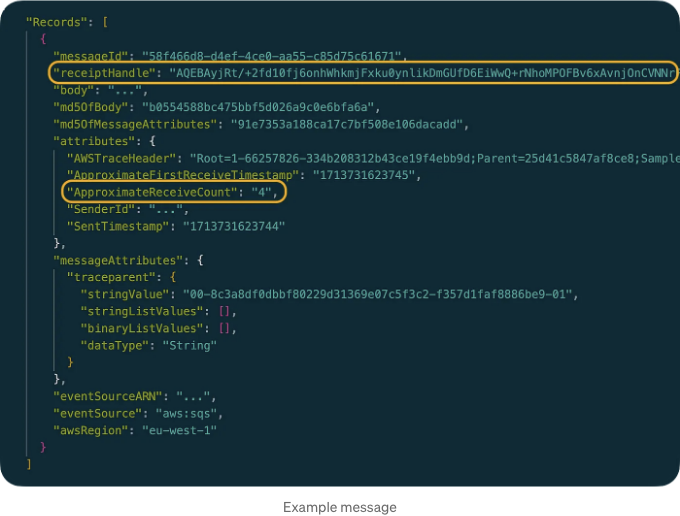 "Records": [
{
"messageId": "58f466d8-d4ef-4ce0-aa55-c85d75c61671",
"receiptHandle": "AQEBAyjRt/+2fd10fj6onhWhkmjFxku0ynlikDmGUfD6EiWwQ+rNhoMPOFBv6xAvnjOnCVNNr
"body": "...",
"md5OfBody": "b0554588bc475bbf5d026a9c0e6bfa6a",
"md5OfMessageAttributes": "91e7353a188ca17c7bf508e106dacadd",
"attributes": {
"AWSTraceHeader": "Root=1-66257826-334b208312b43ce19f4ebb9d;Parent=25d41c5847af8ce8;Sample
"ApproximateFirstReceiveTimestamp": "1713731623745",
"ApproximateReceiveCount": "4",
"SenderId": "...",
"SentTimestamp": "1713731623744"
},
"messageAttributes": {
"traceparent": {
"stringValue": "00-8c3a8df0dbbf80229d31369e07c5f3c2-f357d1faf8886be9-01",
"stringListValues": [],
"binaryListValues": [],
"dataType": "String"
}
},
"eventSourceARN": "...",
"eventSource": "aws:sqs",
"awsRegion": "eu-west-1"
}
]
Example message